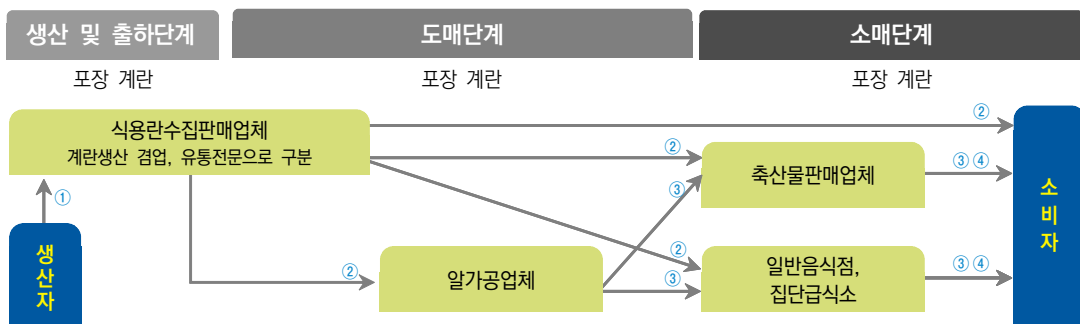 생산 및 출하단계
도매단계
소매단계
포장 계란
포장 계란
포장 계란
식용란수집판매업체
계란생산 겸업, 유통전문으로 구분
②
②
③
축산물판매업체
③ ④
소
비
자
①
생
산
자
②
알가공업체
②
③
일반음식점,
집단급식소
③ ④